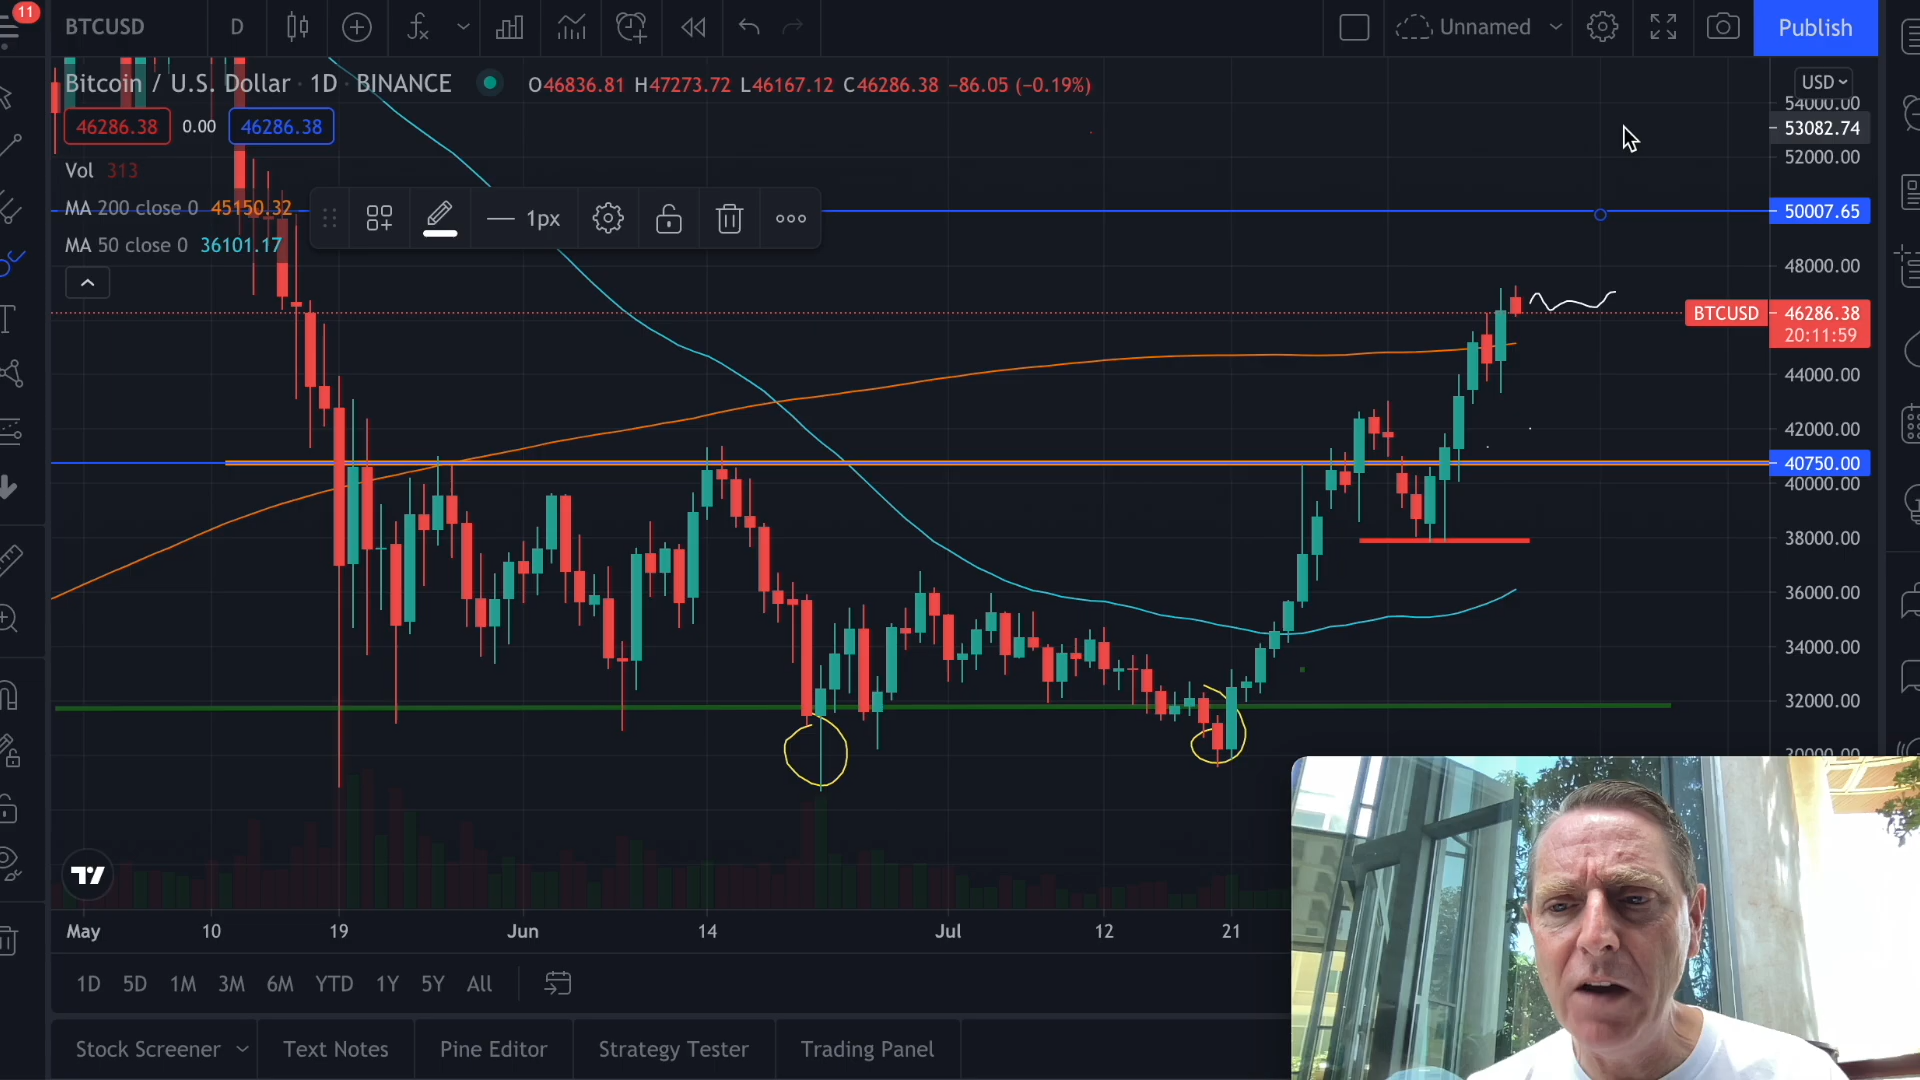 11
BTCUSD D Unnamed Publish
Bitcoin / U.S. Dollar · 1D · BINANCE O46836.81 H47273.72 L46167.12 C46286.38 −86.05 (−0.19%)
USD
54000.00
46286.38 0.00 46286.38
53082.74
52000.00
Vol 313
MA 200 close 0 45150.32
1px
50007.65
MA 50 close 0 36101.17
48000.00
BTCUSD 46286.38
20:11:59
44000.00
42000.00
40750.00
40000.00
38000.00
36000.00
34000.00
32000.00
30000.00
May 10 19 Jun 14 Jul 12 21
1D 5D 1M 3M 6M YTD 1Y 5Y All
Stock Screener Text Notes Pine Editor Strategy Tester Trading Panel